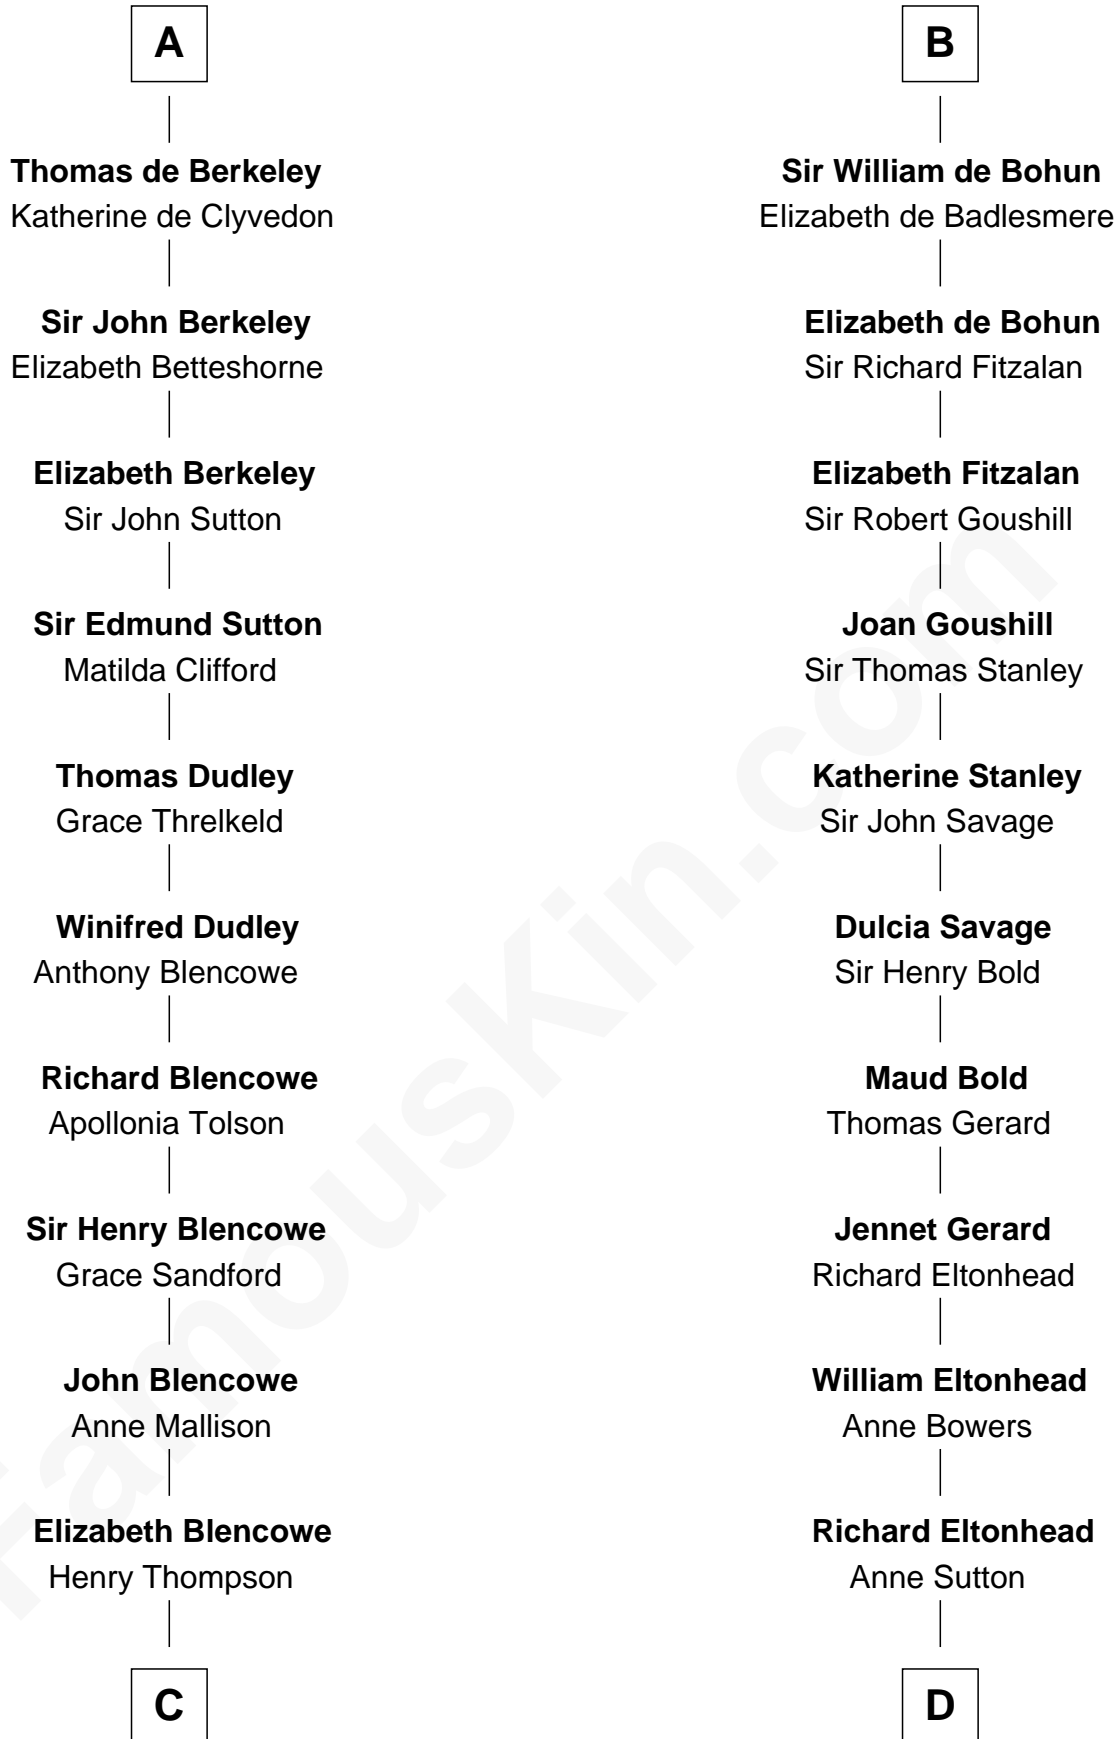 A
Thomas de Berkeley
Katherine de Clyvedon
Sir John Berkeley
Elizabeth Betteshorne
Elizabeth Berkeley
Sir John Sutton
Sir Edmund Sutton
Matilda Clifford
Thomas Dudley
Grace Threlkeld
Winifred Dudley
Anthony Blencowe
Richard Blencowe
Apollonia Tolson
Sir Henry Blencowe
Grace Sandford
John Blencowe
Anne Mallison
Elizabeth Blencowe
Henry Thompson
C
B
Sir William de Bohun
Elizabeth de Badlesmere
Elizabeth de Bohun
Sir Richard Fitzalan
Elizabeth Fitzalan
Sir Robert Goushill
Joan Goushill
Sir Thomas Stanley
Katherine Stanley
Sir John Savage
Dulcia Savage
Sir Henry Bold
Maud Bold
Thomas Gerard
Jennet Gerard
Richard Eltonhead
William Eltonhead
Anne Bowers
Richard Eltonhead
Anne Sutton
D
FamousKin.com